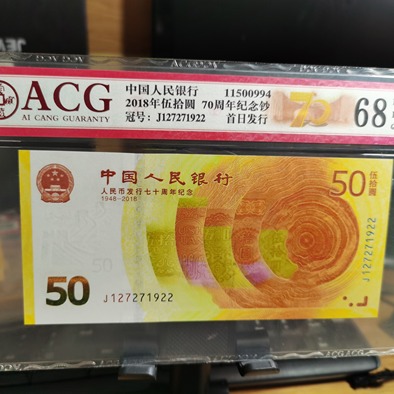 ACG
AI CANG GUARANTY
中国人民银行 11500994
2018年伍拾圆 70周年纪念钞
冠号: J127271922 首日发行
70
68
中国人民银行
人民币发行七十周年纪念
1948-2018
50 伍拾圆
J127271922
50
J127271922